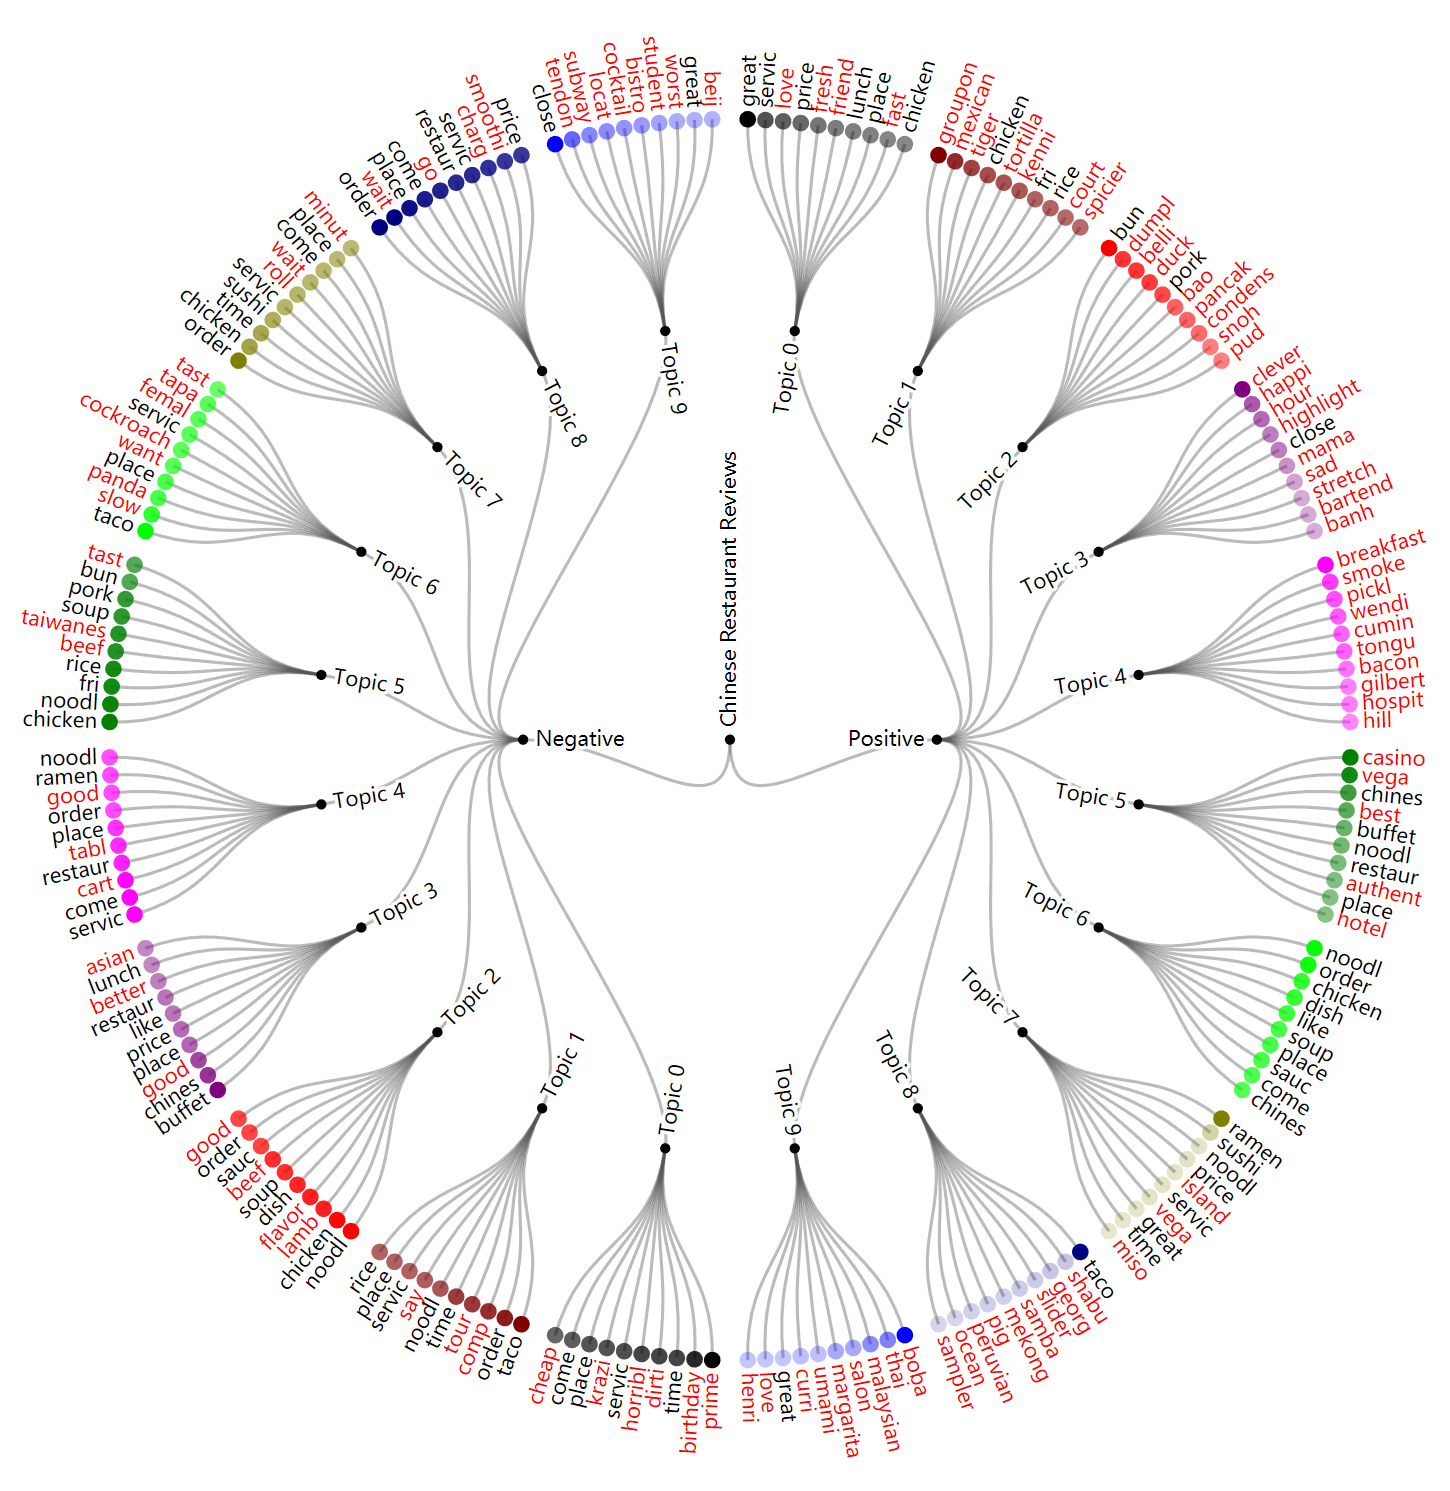 Chinese Restaurant Reviews
Positive
Topic 0
great
servic
love
price
fresh
friend
lunch
place
fast
chicken
Topic 1
groupon
mexican
tiger
chicken
tortilla
kenni
fri
rice
court
spicier
Topic 2
bun
dumpl
belli
duck
pork
bao
pancak
condens
snoh
pud
Topic 3
clever
happi
hour
highlight
close
mama
sad
stretch
bartend
banh
Topic 4
breakfast
smoke
pickl
wendi
cumin
tongu
bacon
gilbert
hospit
hill
Topic 5
casino
vega
chines
best
buffet
noodl
restaur
authent
place
hotel
Topic 6
noodl
order
chicken
dish
like
soup
place
sauc
come
chines
Topic 7
ramen
sushi
noodl
price
island
servic
vega
great
time
miso
Topic 8
taco
shabu
georg
slider
samba
mekong
pig
peruvian
ocean
sampler
Topic 9
boba
thai
malaysian
salon
margarita
umami
curri
great
love
henri
Negative
Topic 0
prime
birthday
time
dirti
horribl
servic
krazi
place
come
cheap
Topic 1
taco
order
comp
tour
time
noodl
say
servic
place
rice
Topic 2
noodl
chicken
lamb
flavor
dish
soup
beef
sauc
order
good
Topic 3
buffet
chines
good
place
price
like
restaur
better
lunch
asian
Topic 4
servic
come
cart
restaur
tabl
place
order
good
ramen
noodl
Topic 5
chicken
noodl
fri
rice
beef
taiwanes
soup
pork
bun
tast
Topic 6
taco
slow
panda
place
want
cockroach
servic
femal
tapa
tast
Topic 7
order
chicken
time
sushi
servic
roll
wait
come
place
minut
Topic 8
order
wait
place
come
go
restaur
servic
charg
smoothi
price
Topic 9
close
tendon
subway
locat
cocktail
bistro
student
worst
great
beij